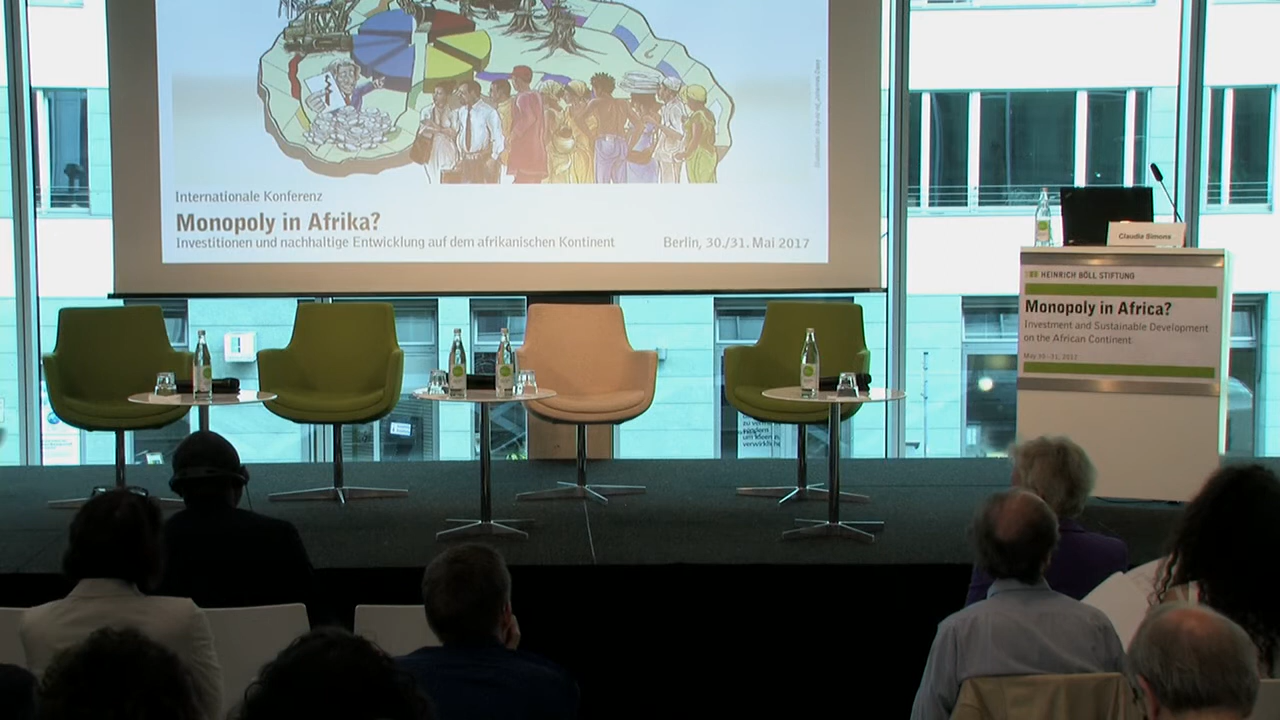 Internationale Konferenz
Monopoly in Afrika?
Investitionen und nachhaltige Entwicklung auf dem afrikanischen Kontinent
Berlin, 30./31. Mai 2017
Claudia Simons
HEINRICH BÖLL STIFTUNG
Monopoly in Africa?
Investment and Sustainable Development
on the African Continent
May 30-31, 2017